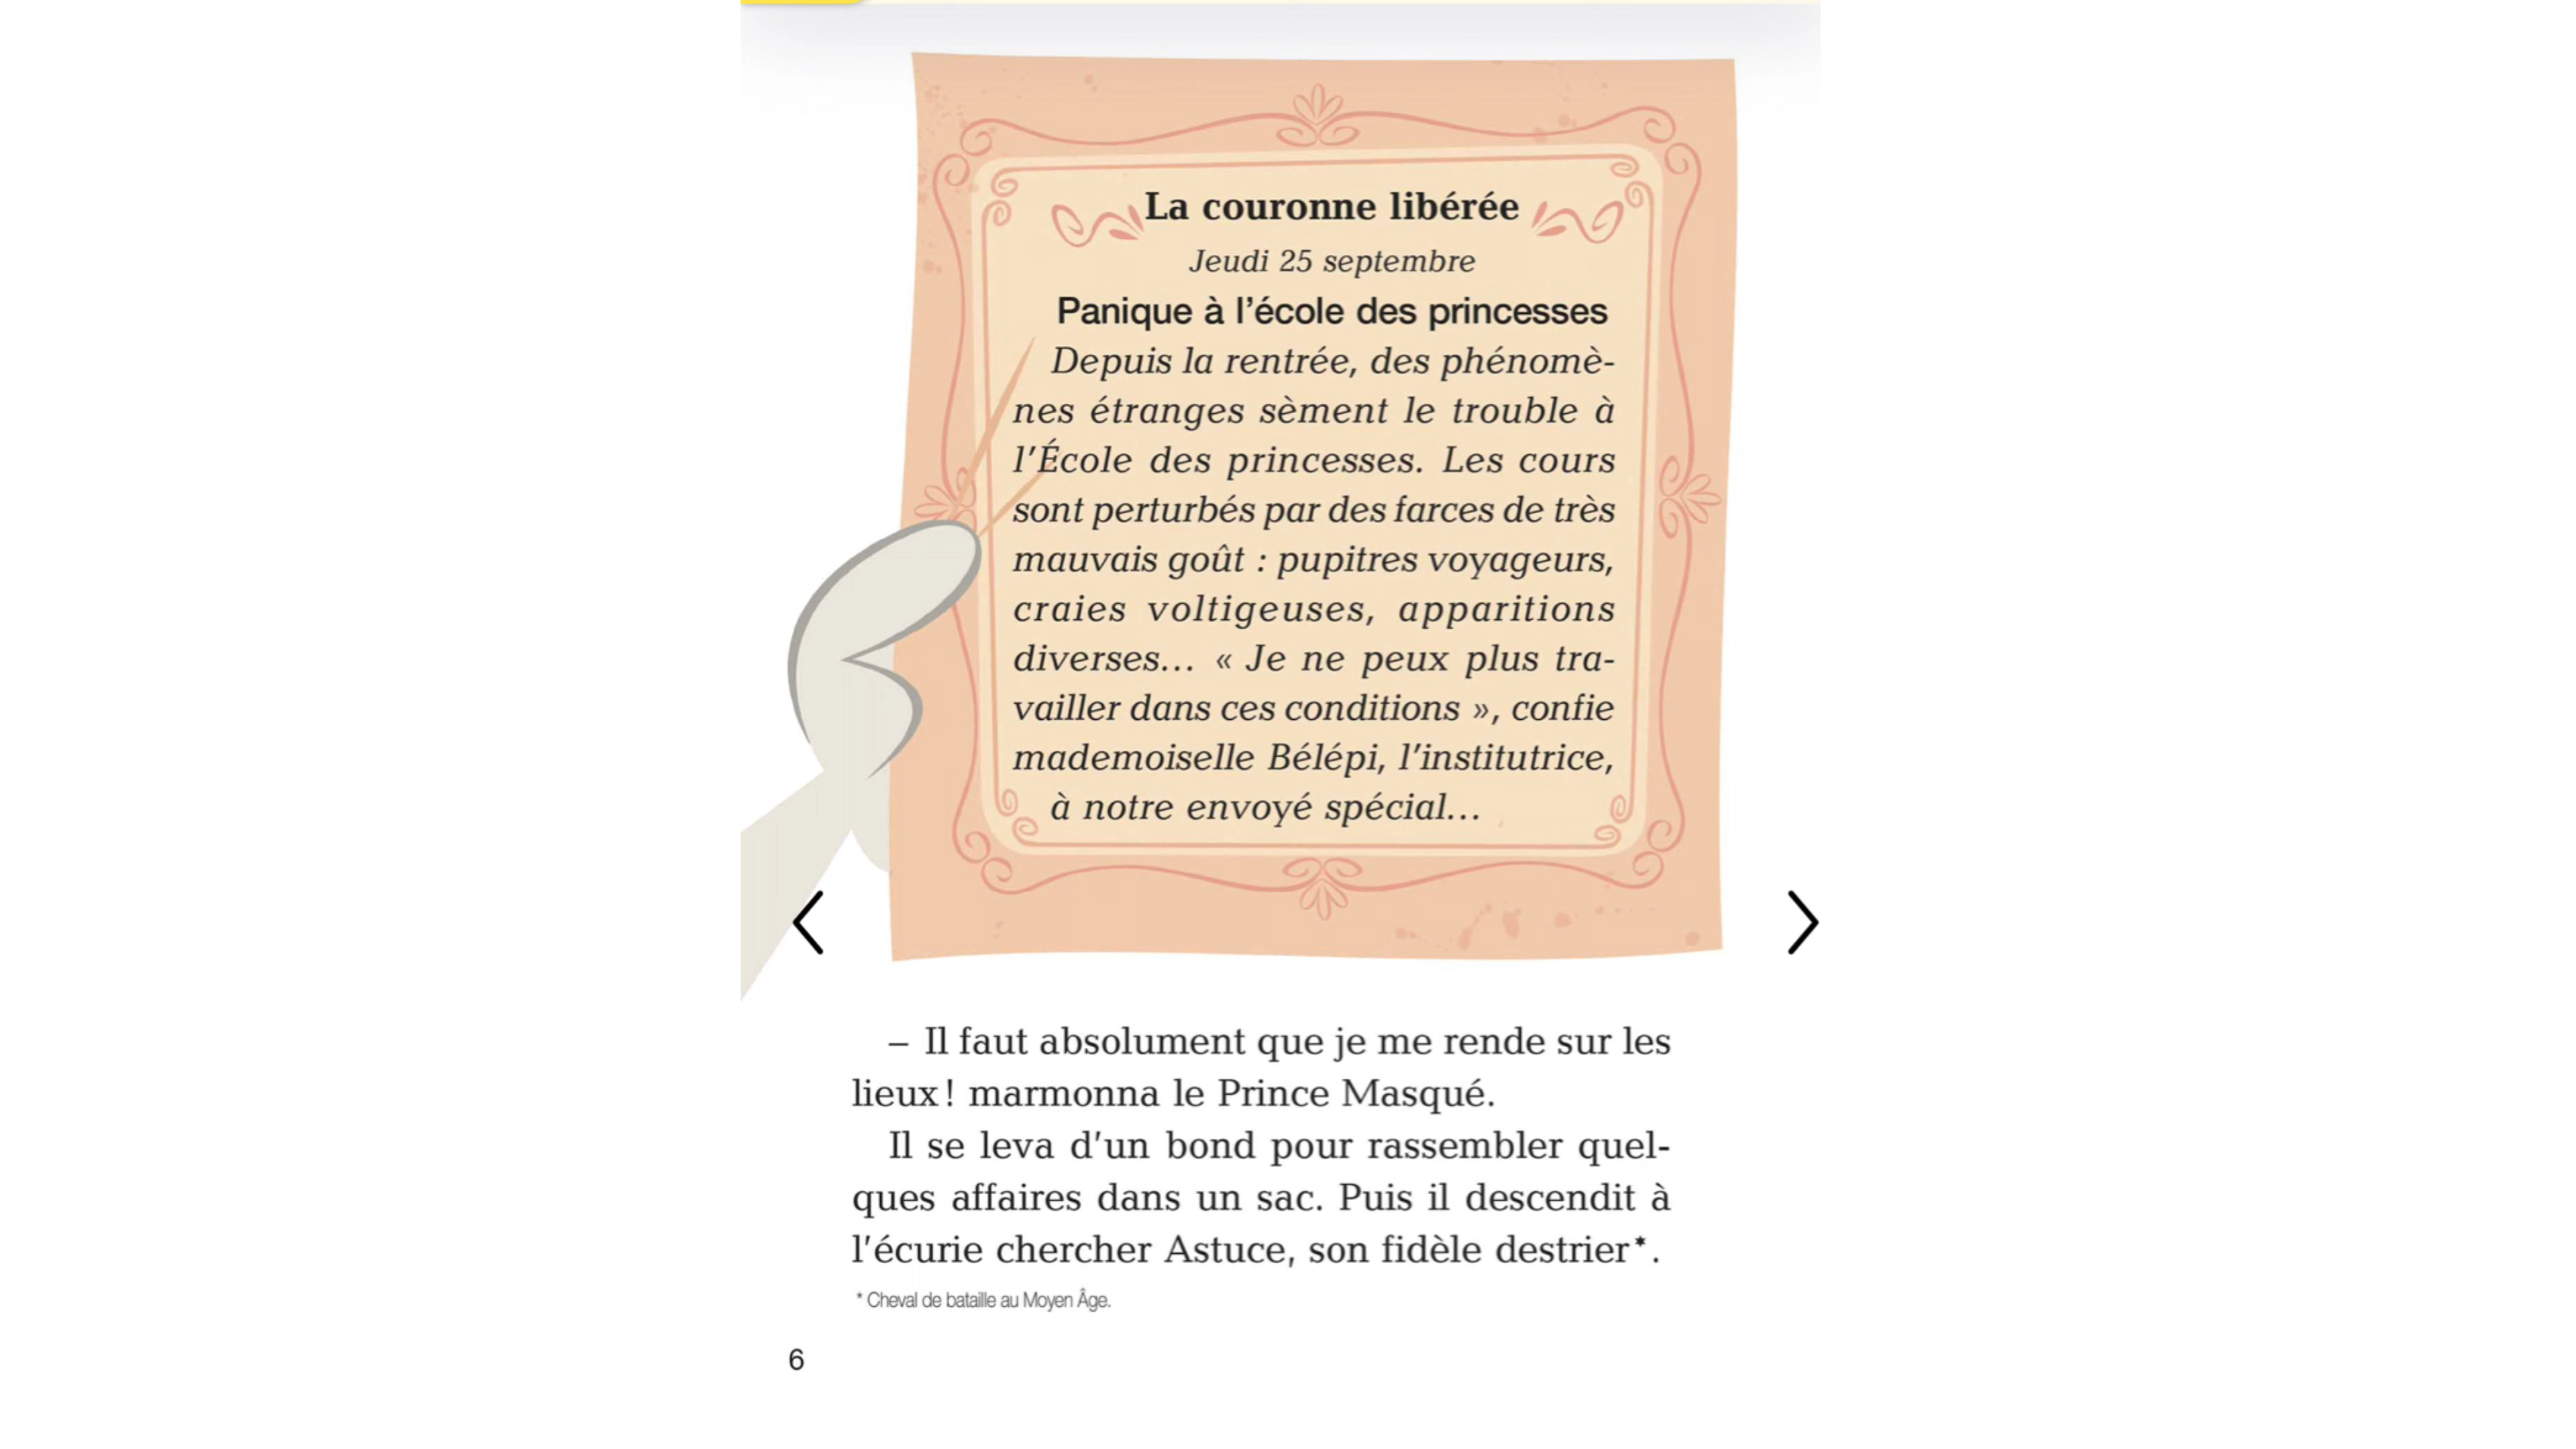 La couronne libérée
Jeudi 25 septembre
Panique à l'école des princesses
Depuis la rentrée, des phénomè-
nes étranges sèment le trouble à
l'École des princesses. Les cours
sont perturbés par des farces de très
mauvais goût : pupitres voyageurs,
craies voltigeuses, apparitions
diverses… « Je ne peux plus tra-
vailler dans ces conditions », confie
mademoiselle Bélépi, l'institutrice,
à notre envoyé spécial…
– Il faut absolument que je me rende sur les
lieux ! marmonna le Prince Masqué.
Il se leva d'un bond pour rassembler quel-
ques affaires dans un sac. Puis il descendit à
l'écurie chercher Astuce, son fidèle destrier*.
* Cheval de bataille au Moyen Âge.
6